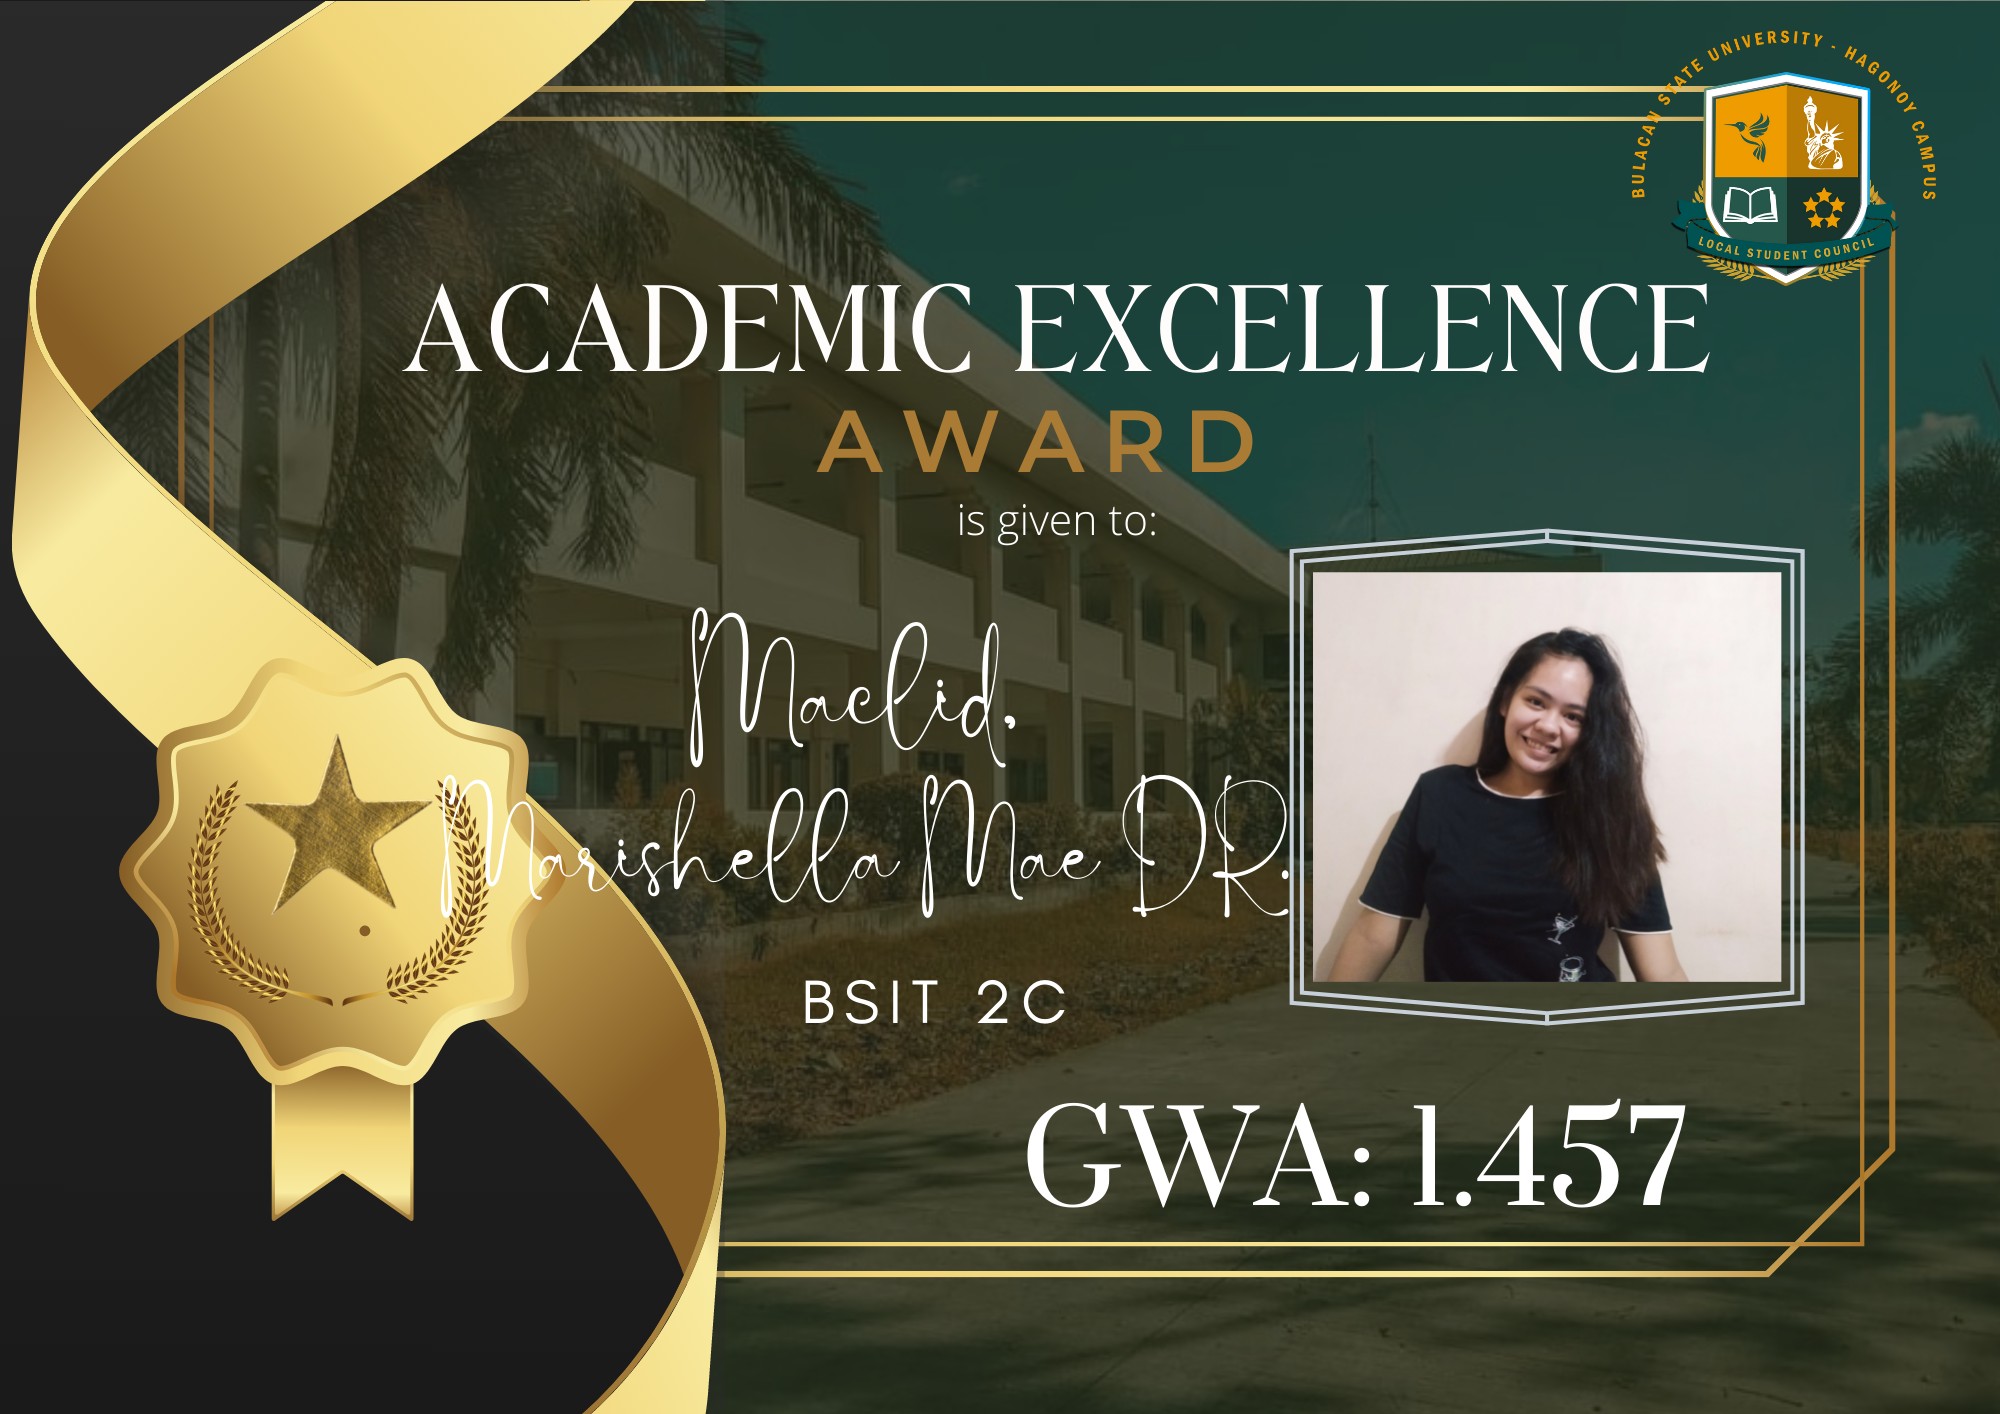 BULACAN STATE UNIVERSITY - HAGONOY CAMPUS
LOCAL STUDENT COUNCIL
ACADEMIC EXCELLENCE
AWARD
is given to:
Maclid,
Marishella Mae DR.
BSIT 2C
GWA: 1.457